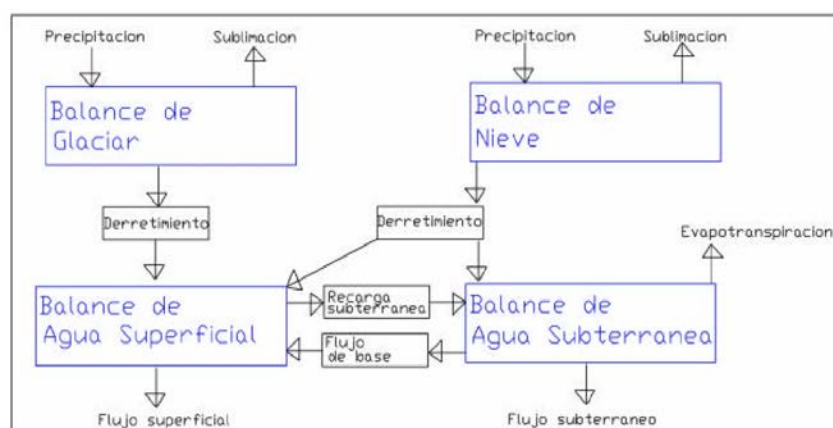 Precipitacion
Sublimacion
Precipitacion
Sublimacion
Balance de
Glaciar
Balance de
Nieve
Derretimiento
Derretimiento
Evapotranspiracion
Balance de
Agua Superficial
Recarga
subterranea
Balance de
Agua Subterranea
Flujo
de base
Flujo superficial
Flujo subterraneo